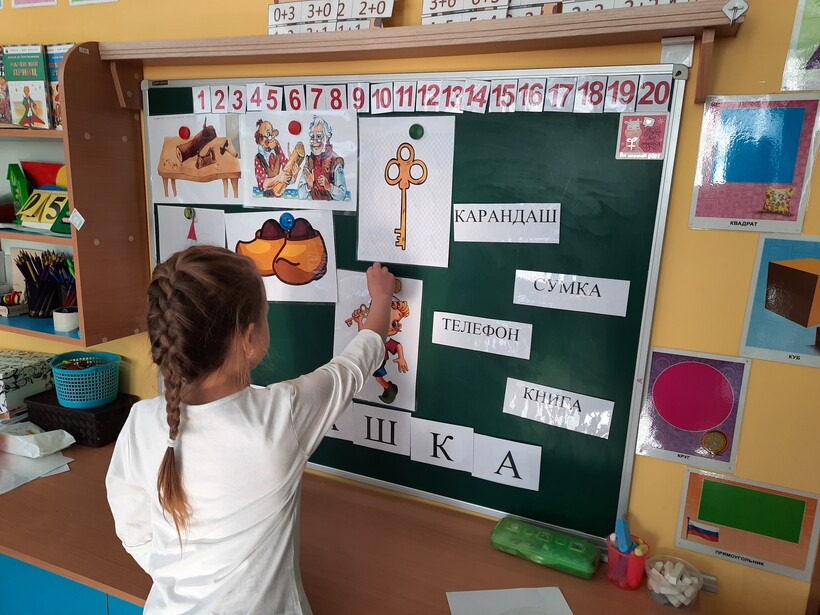 0+3 3+0 2 2+0
1 2 3 4 5 6 7 8 9 10 11 12 13 14 15 16 17 18 19 20
КАРАНДАШ
СУМКА
ТЕЛЕФОН
КНИГА
Ш К А
КВАДРАТ
КУБ
КРУГ
ПРЯМОУГОЛЬНИК